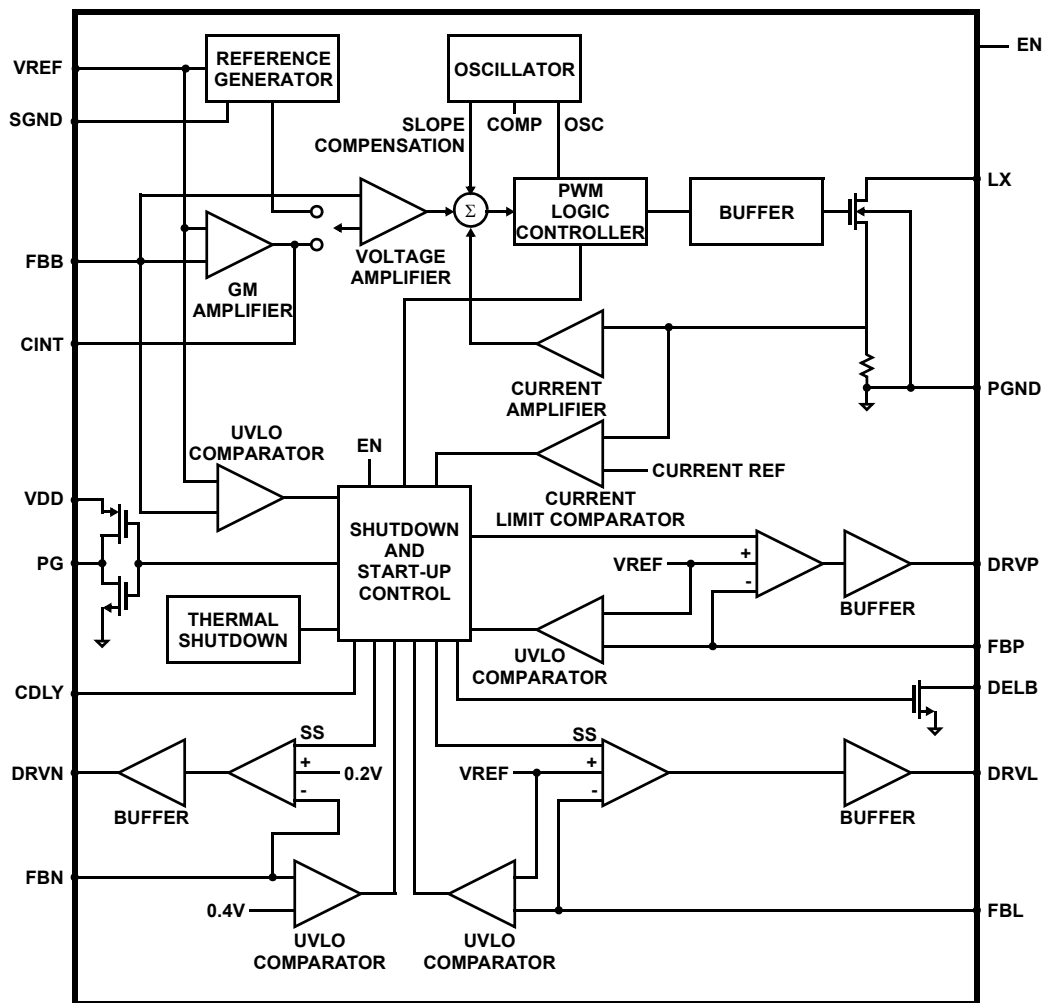 EN
VREF
REFERENCE
GENERATOR
OSCILLATOR
SGND
SLOPE
COMPENSATION
COMP
OSC
LX
PWM
LOGIC
CONTROLLER
BUFFER
Σ
VOLTAGE
AMPLIFIER
FBB
GM
AMPLIFIER
CINT
CURRENT
AMPLIFIER
PGND
UVLO
COMPARATOR
EN
CURRENT REF
CURRENT
LIMIT COMPARATOR
VDD
SHUTDOWN
AND
START-UP
CONTROL
PG
VREF
+
-
BUFFER
DRVP
THERMAL
SHUTDOWN
UVLO
COMPARATOR
FBP
CDLY
DELB
SS
+
-
0.2V
DRVN
BUFFER
SS
VREF
+
-
BUFFER
DRVL
FBN
0.4V
UVLO
COMPARATOR
UVLO
COMPARATOR
FBL